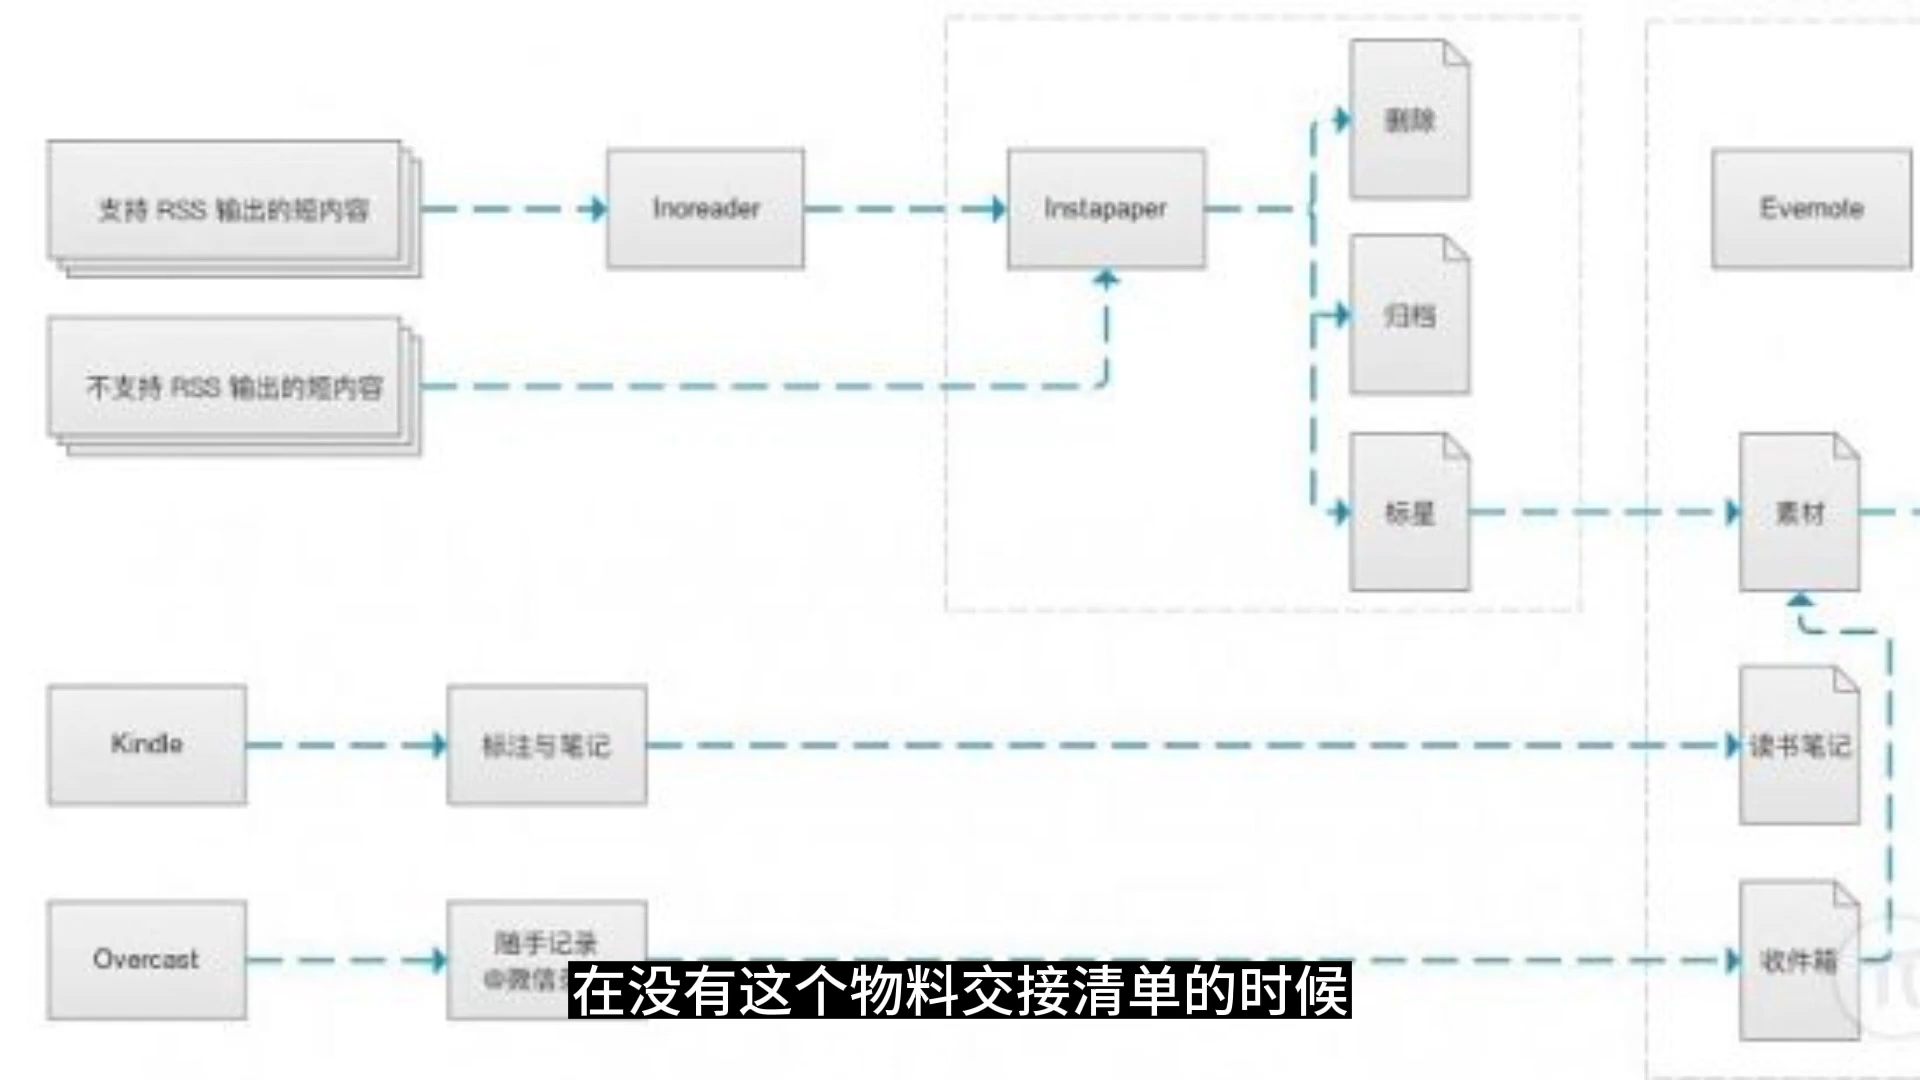 支持 RSS 输出的短内容
Inoreader
Instapaper
删除
Evernote
归档
不支持 RSS 输出的短内容
标星
素材
Kindle
标注与笔记
读书笔记
Overcast
随手记录
@微信
收件箱
在没有这个物料交接清单的时候